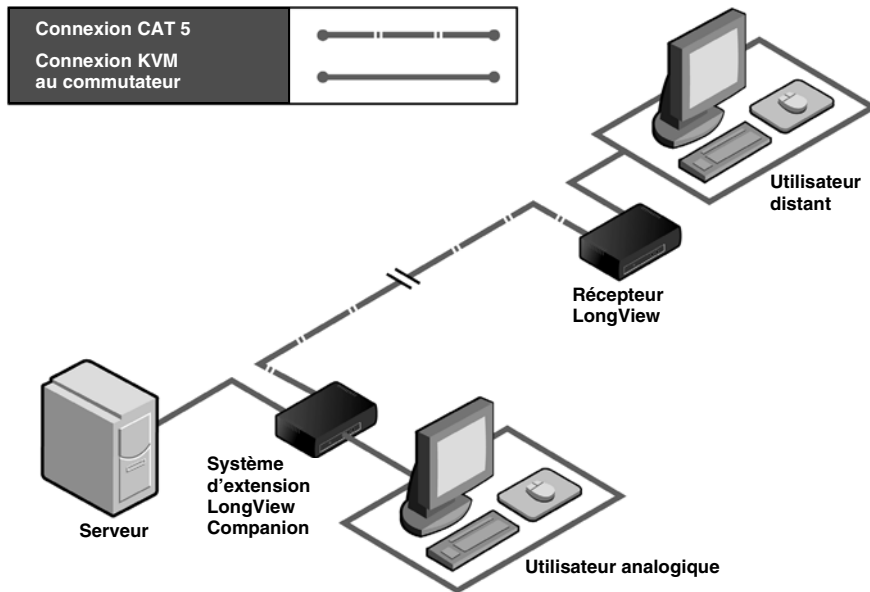 Connexion CAT 5
Connexion KVM
au commutateur
Utilisateur
distant
Récepteur
LongView
Système
d'extension
LongView
Companion
Serveur
Utilisateur analogique